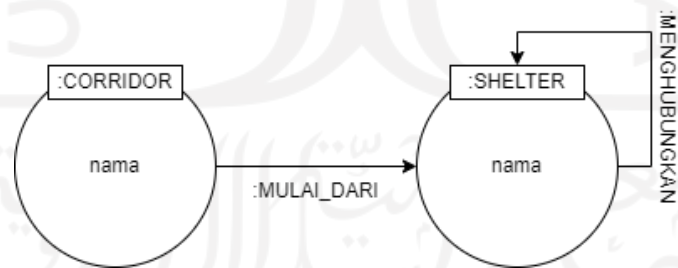 :CORRIDOR
nama
:MULAI_DARI
:SHELTER
nama
:MENGHUBUNGKAN